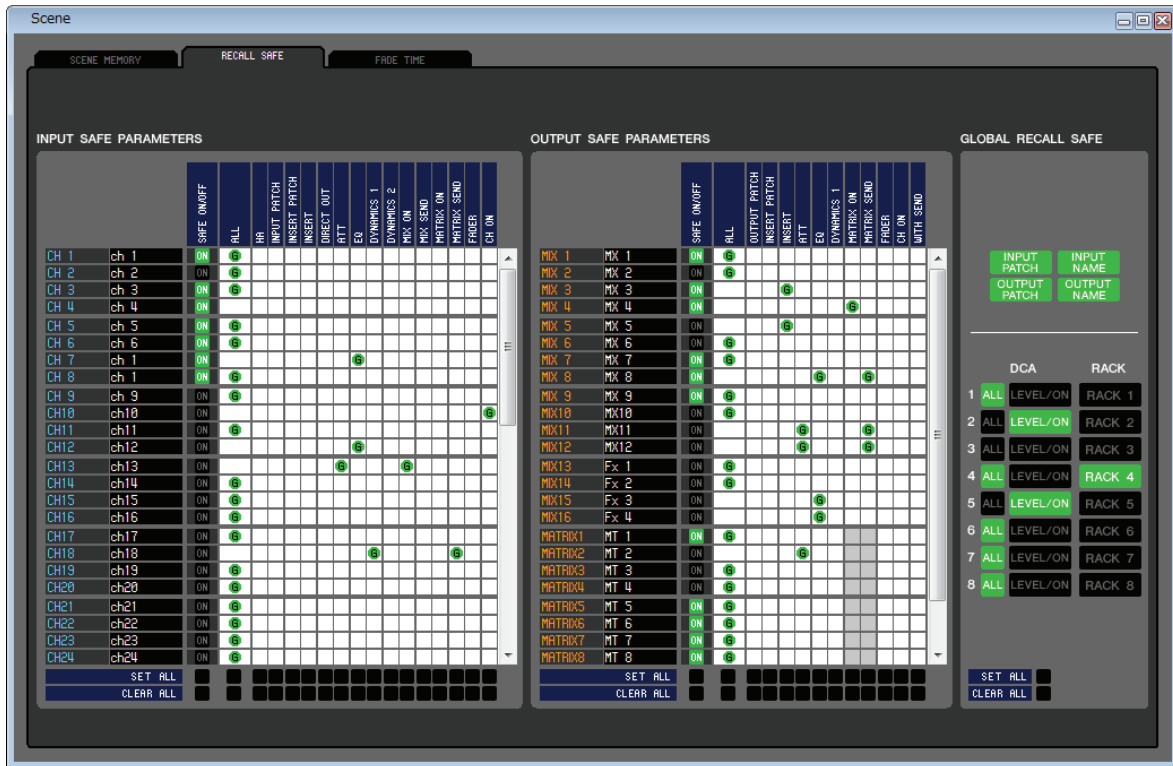 Scene
SCENE MEMORY
RECALL SAFE
FADE TIME
INPUT SAFE PARAMETERS
SAFE ON/OFF
ALL
HA
INPUT PATCH
INSERT PATCH
INSERT
DIRECT OUT
ATT
EQ
DYNAMICS 1
DYNAMICS 2
MIX ON
MIX SEND
MATRIX ON
MATRIX SEND
FADER
CH ON
CH 1 ch 1 ON G
CH 2 ch 2 ON G
CH 3 ch 3 ON G
CH 4 ch 4 ON
CH 5 ch 5 ON G
CH 6 ch 6 ON G
CH 7 ch 1 ON G
CH 8 ch 1 ON G
CH 9 ch 9 ON G
CH10 ch10 ON G
CH11 ch11 ON G
CH12 ch12 ON G
CH13 ch13 ON G G
CH14 ch14 ON G
CH15 ch15 ON G
CH16 ch16 ON G
CH17 ch17 ON G
CH18 ch18 ON G G
CH19 ch19 ON G
CH20 ch20 ON G
CH21 ch21 ON G
CH22 ch22 ON G
CH23 ch23 ON G
CH24 ch24 ON G
SET ALL
CLEAR ALL
OUTPUT SAFE PARAMETERS
SAFE ON/OFF
ALL
OUTPUT PATCH
INSERT PATCH
INSERT
ATT
EQ
DYNAMICS 1
MATRIX ON
MATRIX SEND
FADER
CH ON
WITH SEND
MIX 1 MX 1 ON G
MIX 2 MX 2 ON G
MIX 3 MX 3 ON G
MIX 4 MX 4 ON G
MIX 5 MX 5 ON G
MIX 6 MX 6 ON G
MIX 7 MX 7 ON G
MIX 8 MX 8 ON G G
MIX 9 MX 9 ON G
MIX10 MX10 ON G
MIX11 MX11 ON G G
MIX12 MX12 ON G G
MIX13 Fx 1 ON G
MIX14 Fx 2 ON G
MIX15 Fx 3 ON G
MIX16 Fx 4 ON G
MATRIX1 MT 1 ON G
MATRIX2 MT 2 ON G
MATRIX3 MT 3 ON G
MATRIX4 MT 4 ON G
MATRIX5 MT 5 ON G
MATRIX6 MT 6 ON G
MATRIX7 MT 7 ON G
MATRIX8 MT 8 ON G
SET ALL
CLEAR ALL
GLOBAL RECALL SAFE
INPUT PATCH
INPUT NAME
OUTPUT PATCH
OUTPUT NAME
DCA RACK
1 ALL LEVEL/ON RACK 1
2 ALL LEVEL/ON RACK 2
3 ALL LEVEL/ON RACK 3
4 ALL LEVEL/ON RACK 4
5 ALL LEVEL/ON RACK 5
6 ALL LEVEL/ON RACK 6
7 ALL LEVEL/ON RACK 7
8 ALL LEVEL/ON RACK 8
SET ALL
CLEAR ALL